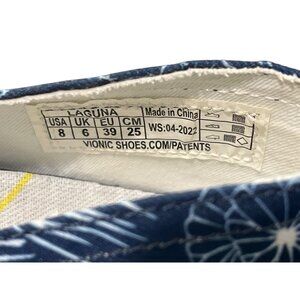 LAGUNA
USA UK EU CM
8 6 39 25
Made in China
WS:04-2022
VIONIC SHOES.COM/PATENTS